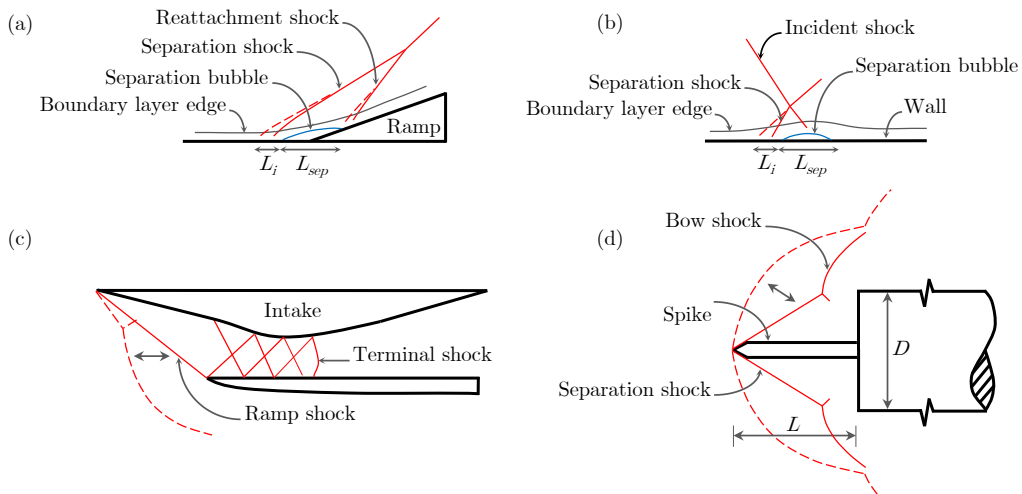 (a)
Reattachment shock
Separation shock
Separation bubble
Boundary layer edge
Ramp
L_i
L_sep
(b)
Incident shock
Separation shock
Separation bubble
Boundary layer edge
Wall
L_i
L_sep
(c)
Intake
Terminal shock
Ramp shock
(d)
Bow shock
Spike
D
Separation shock
L